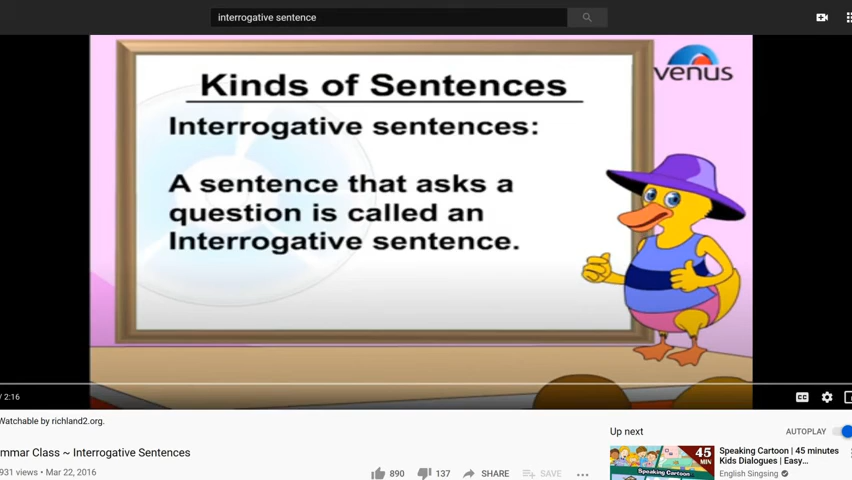 interrogative sentence
venus
Kinds of Sentences
Interrogative sentences:
A sentence that asks a
question is called an
Interrogative sentence.
/ 2:16
CC
Watchable by richland2.org.
mmar Class ~ Interrogative Sentences
931 views • Mar 22, 2016
890
137
SHARE
SAVE
Up next
AUTOPLAY
45
MIN
Speaking Cartoon
Speaking Cartoon | 45 minutes
Kids Dialogues | Easy...
English Singsing